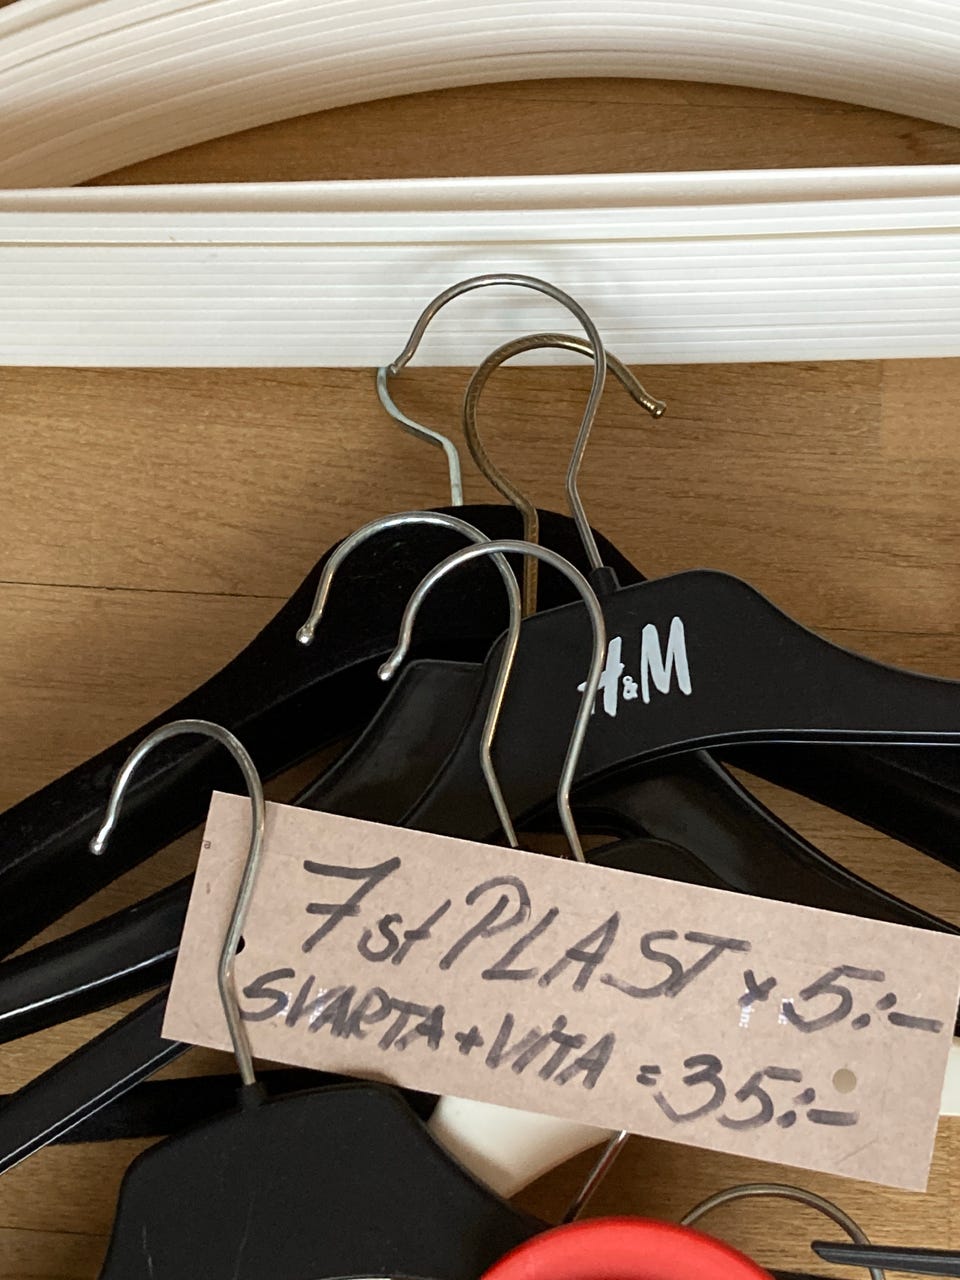 H&M
7 st PLAST x 5:-
SVARTA + VITA = 35:-